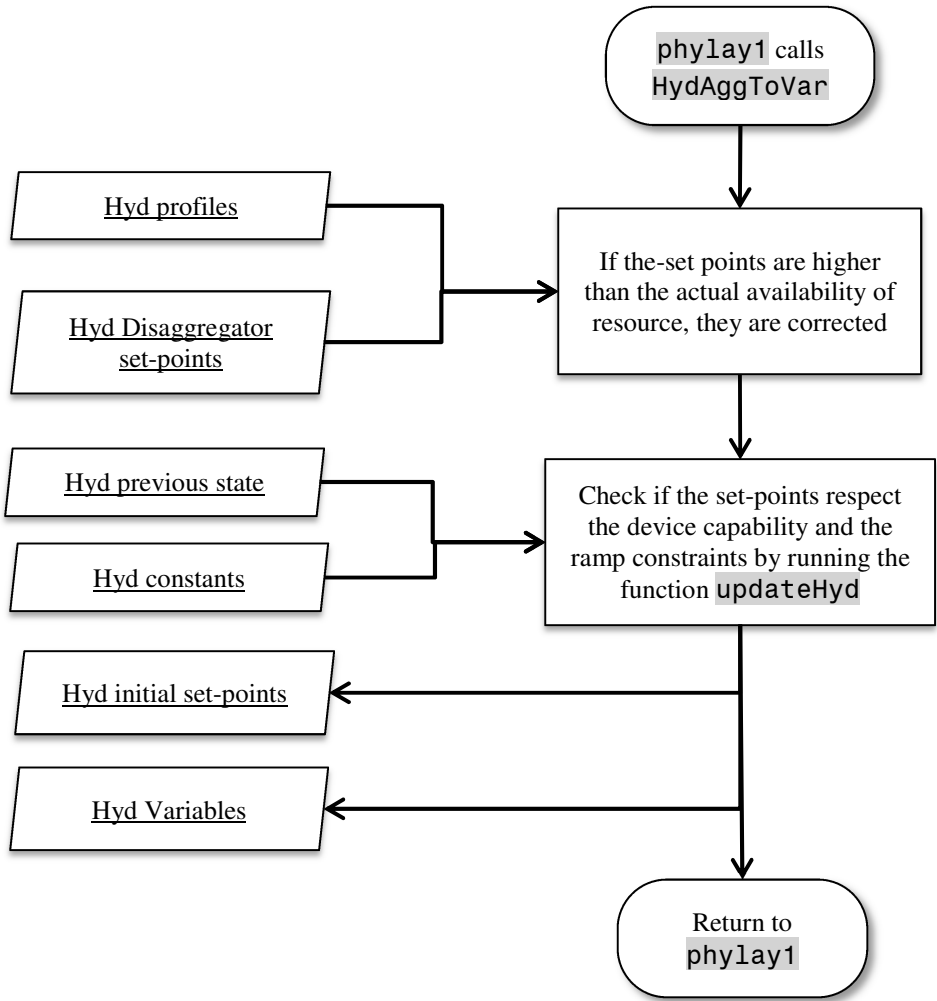 phylay1 calls
HydAggToVar
Hyd profiles
Hyd Disaggregator
set-points
If the-set points are higher
than the actual availability of
resource, they are corrected
Hyd previous state
Hyd constants
Check if the set-points respect
the device capability and the
ramp constraints by running the
function updateHyd
Hyd initial set-points
Hyd Variables
Return to
phylay1